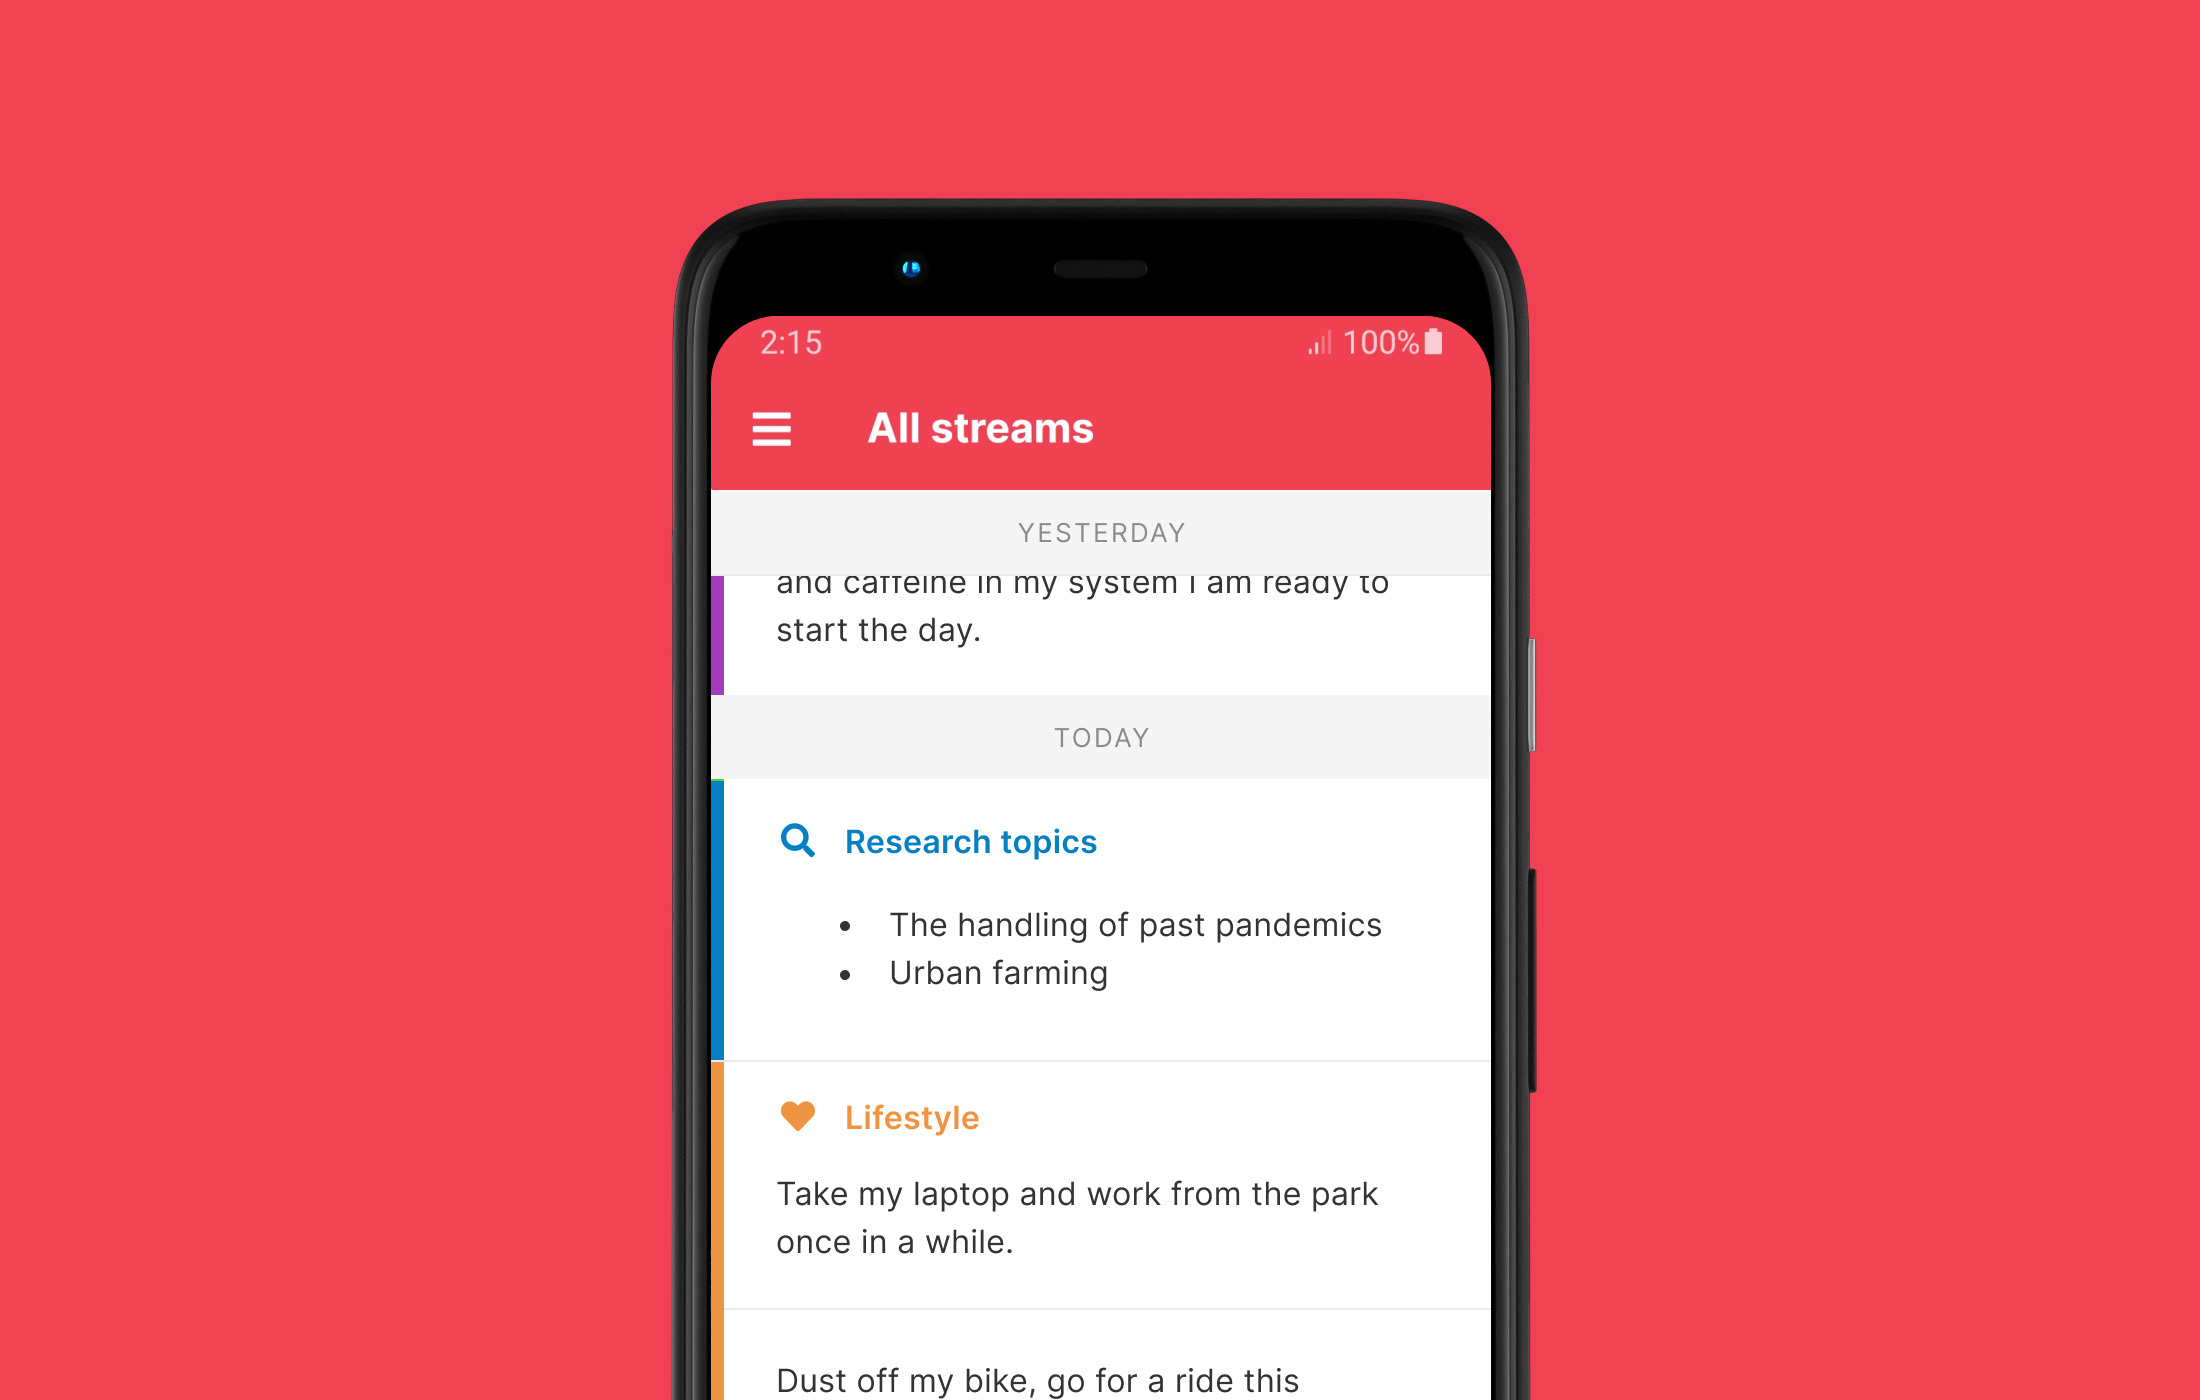 2:15
100%
All streams
YESTERDAY
and caffeine in my system I am ready to
start the day.
TODAY
Research topics
• The handling of past pandemics
• Urban farming
Lifestyle
Take my laptop and work from the park
once in a while.
Dust off my bike, go for a ride this